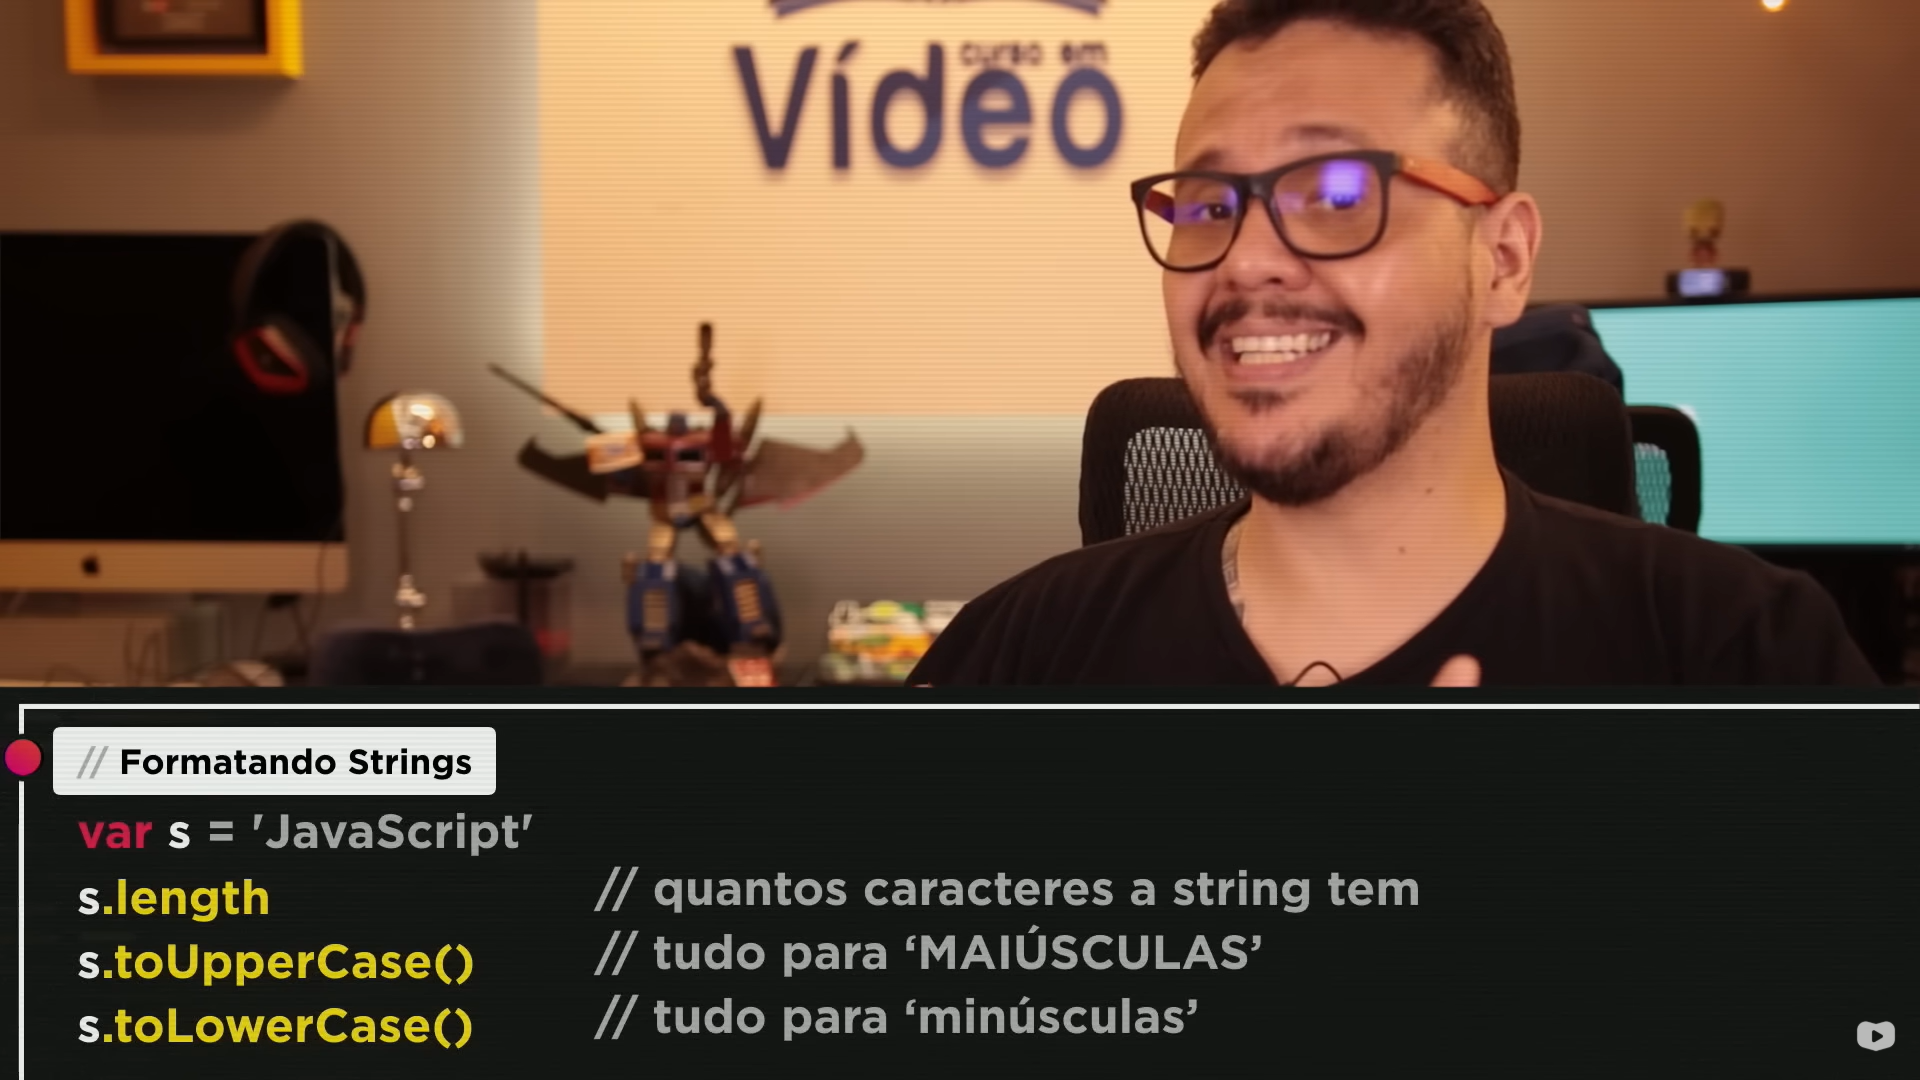 curso em
Vídeo
// Formatando Strings
var s = 'JavaScript'
s.length // quantos caracteres a string tem
s.toUpperCase() // tudo para ‘MAIÚSCULAS’
s.toLowerCase() // tudo para ‘minúsculas’